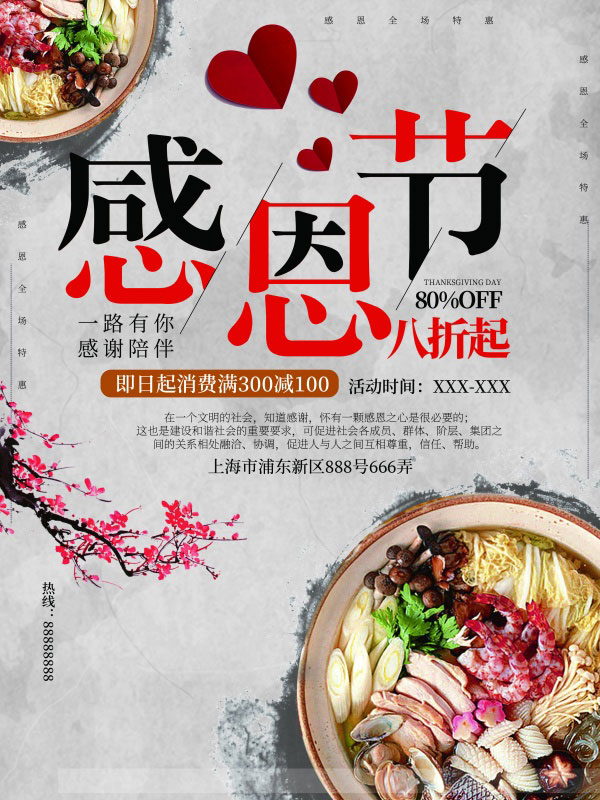 感恩全场特惠
感恩全场特惠
感恩全场特惠
感恩节
THANKSGIVING DAY
80%OFF
八折起
一路有你
感谢陪伴
即日起消费满300减100
活动时间：XXX-XXX
在一个文明的社会，知道感谢，怀有一颗感恩之心是很必要的；
这也是建设和谐社会的重要要求，可促进社会各成员、群体、阶层、集团之
间的关系相处融洽、协调，促进人与人之间互相尊重，信任、帮助。
上海市浦东新区888号666弄
热线：88888888